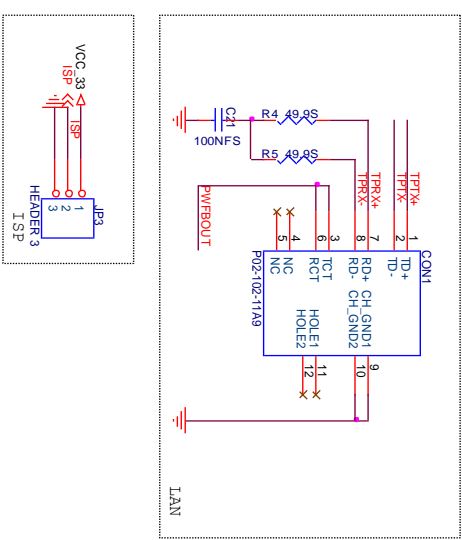 VCC_33
ISP
ISP
JP3
1
2
3
HEADER 3
ISP
C21
100NFS
R4 49.9S
R5 49.9S
TPTX+
TPTX-
TPRX+
TPRX-
PWFBOUT
CON1
1 TD+
2 TD-
7 RD+ CH_GND1 9
8 RD- CH_GND2 10
3 TCT
6 RCT HOLE1 11
HOLE2 12
4 NC
5 NC
P02-102-11A9
LAN